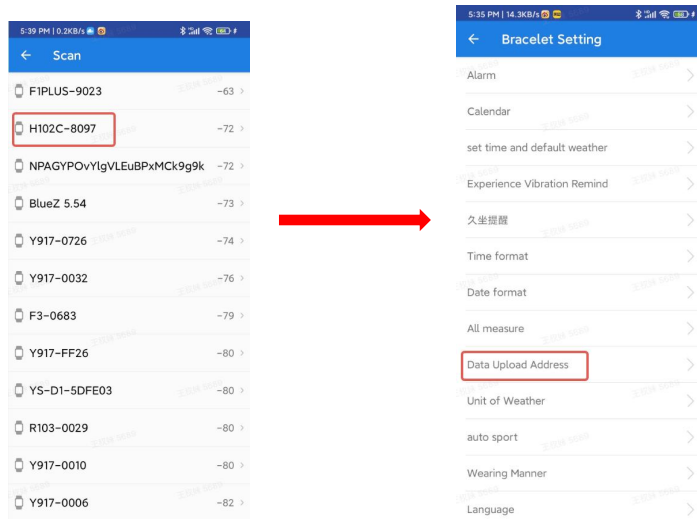 5:39 PM | 0.2KB/s
Scan
F1PLUS-9023 -63
H102C-8097 -72
NPAGYPOvYlgVLEuBPxMCk9g9k -72
BlueZ 5.54 -73
Y917-0726 -74
Y917-0032 -76
F3-0683 -79
Y917-FF26 -80
YS-D1-5DFE03 -80
R103-0029 -80
Y917-0010 -80
Y917-0006 -82
5:35 PM | 14.3KB/s
Bracelet Setting
Alarm
Calendar
set time and default weather
Experience Vibration Remind
久坐提醒
Time format
Date format
All measure
Data Upload Address
Unit of Weather
auto sport
Wearing Manner
Language